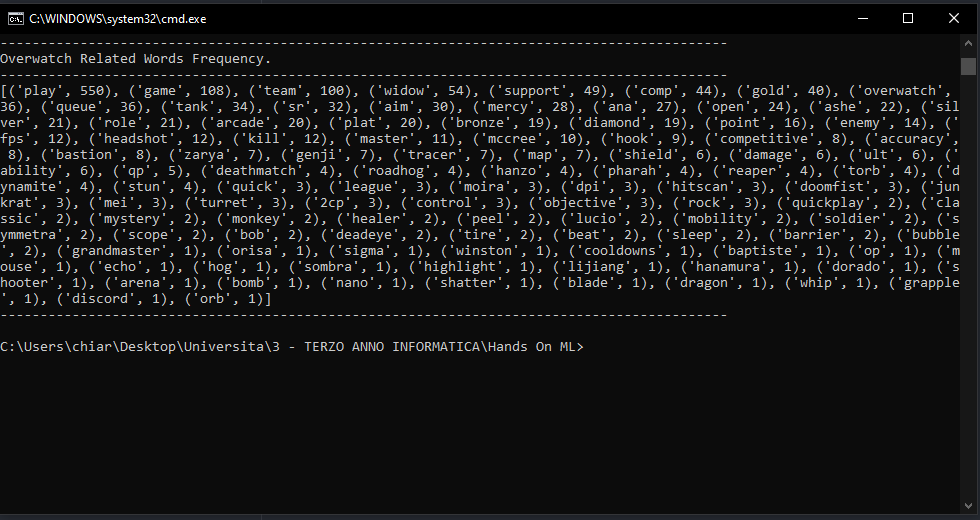 C:\WINDOWS\system32\cmd.exe
-------------------------------------------------------------------------------------------
Overwatch Related Words Frequency.
-------------------------------------------------------------------------------------------
[('play', 550), ('game', 108), ('team', 100), ('widow', 54), ('support', 49), ('comp', 44), ('gold', 40), ('overwatch',
36), ('queue', 36), ('tank', 34), ('sr', 32), ('aim', 30), ('mercy', 28), ('ana', 27), ('open', 24), ('ashe', 22), ('sil
ver', 21), ('role', 21), ('arcade', 20), ('plat', 20), ('bronze', 19), ('diamond', 19), ('point', 16), ('enemy', 14), ('
fps', 12), ('headshot', 12), ('kill', 12), ('master', 11), ('mccree', 10), ('hook', 9), ('competitive', 8), ('accuracy',
8), ('bastion', 8), ('zarya', 7), ('genji', 7), ('tracer', 7), ('map', 7), ('shield', 6), ('damage', 6), ('ult', 6), ('
ability', 6), ('qp', 5), ('deathmatch', 4), ('roadhog', 4), ('hanzo', 4), ('pharah', 4), ('reaper', 4), ('torb', 4), ('d
ynamite', 4), ('stun', 4), ('quick', 3), ('league', 3), ('moira', 3), ('dpi', 3), ('hitscan', 3), ('doomfist', 3), ('jun
krat', 3), ('mei', 3), ('turret', 3), ('2cp', 3), ('control', 3), ('objective', 3), ('rock', 3), ('quickplay', 2), ('cla
ssic', 2), ('mystery', 2), ('monkey', 2), ('healer', 2), ('peel', 2), ('lucio', 2), ('mobility', 2), ('soldier', 2), ('s
ymmetra', 2), ('scope', 2), ('bob', 2), ('deadeye', 2), ('tire', 2), ('beat', 2), ('sleep', 2), ('barrier', 2), ('bubble
', 2), ('grandmaster', 1), ('orisa', 1), ('sigma', 1), ('winston', 1), ('cooldowns', 1), ('baptiste', 1), ('op', 1), ('m
ouse', 1), ('echo', 1), ('hog', 1), ('sombra', 1), ('highlight', 1), ('lijiang', 1), ('hanamura', 1), ('dorado', 1), ('s
hooter', 1), ('arena', 1), ('bomb', 1), ('nano', 1), ('shatter', 1), ('blade', 1), ('dragon', 1), ('whip', 1), ('grapple
', 1), ('discord', 1), ('orb', 1)]
-------------------------------------------------------------------------------------------
C:\Users\chiar\Desktop\Universita\3 - TERZO ANNO INFORMATICA\Hands On ML>